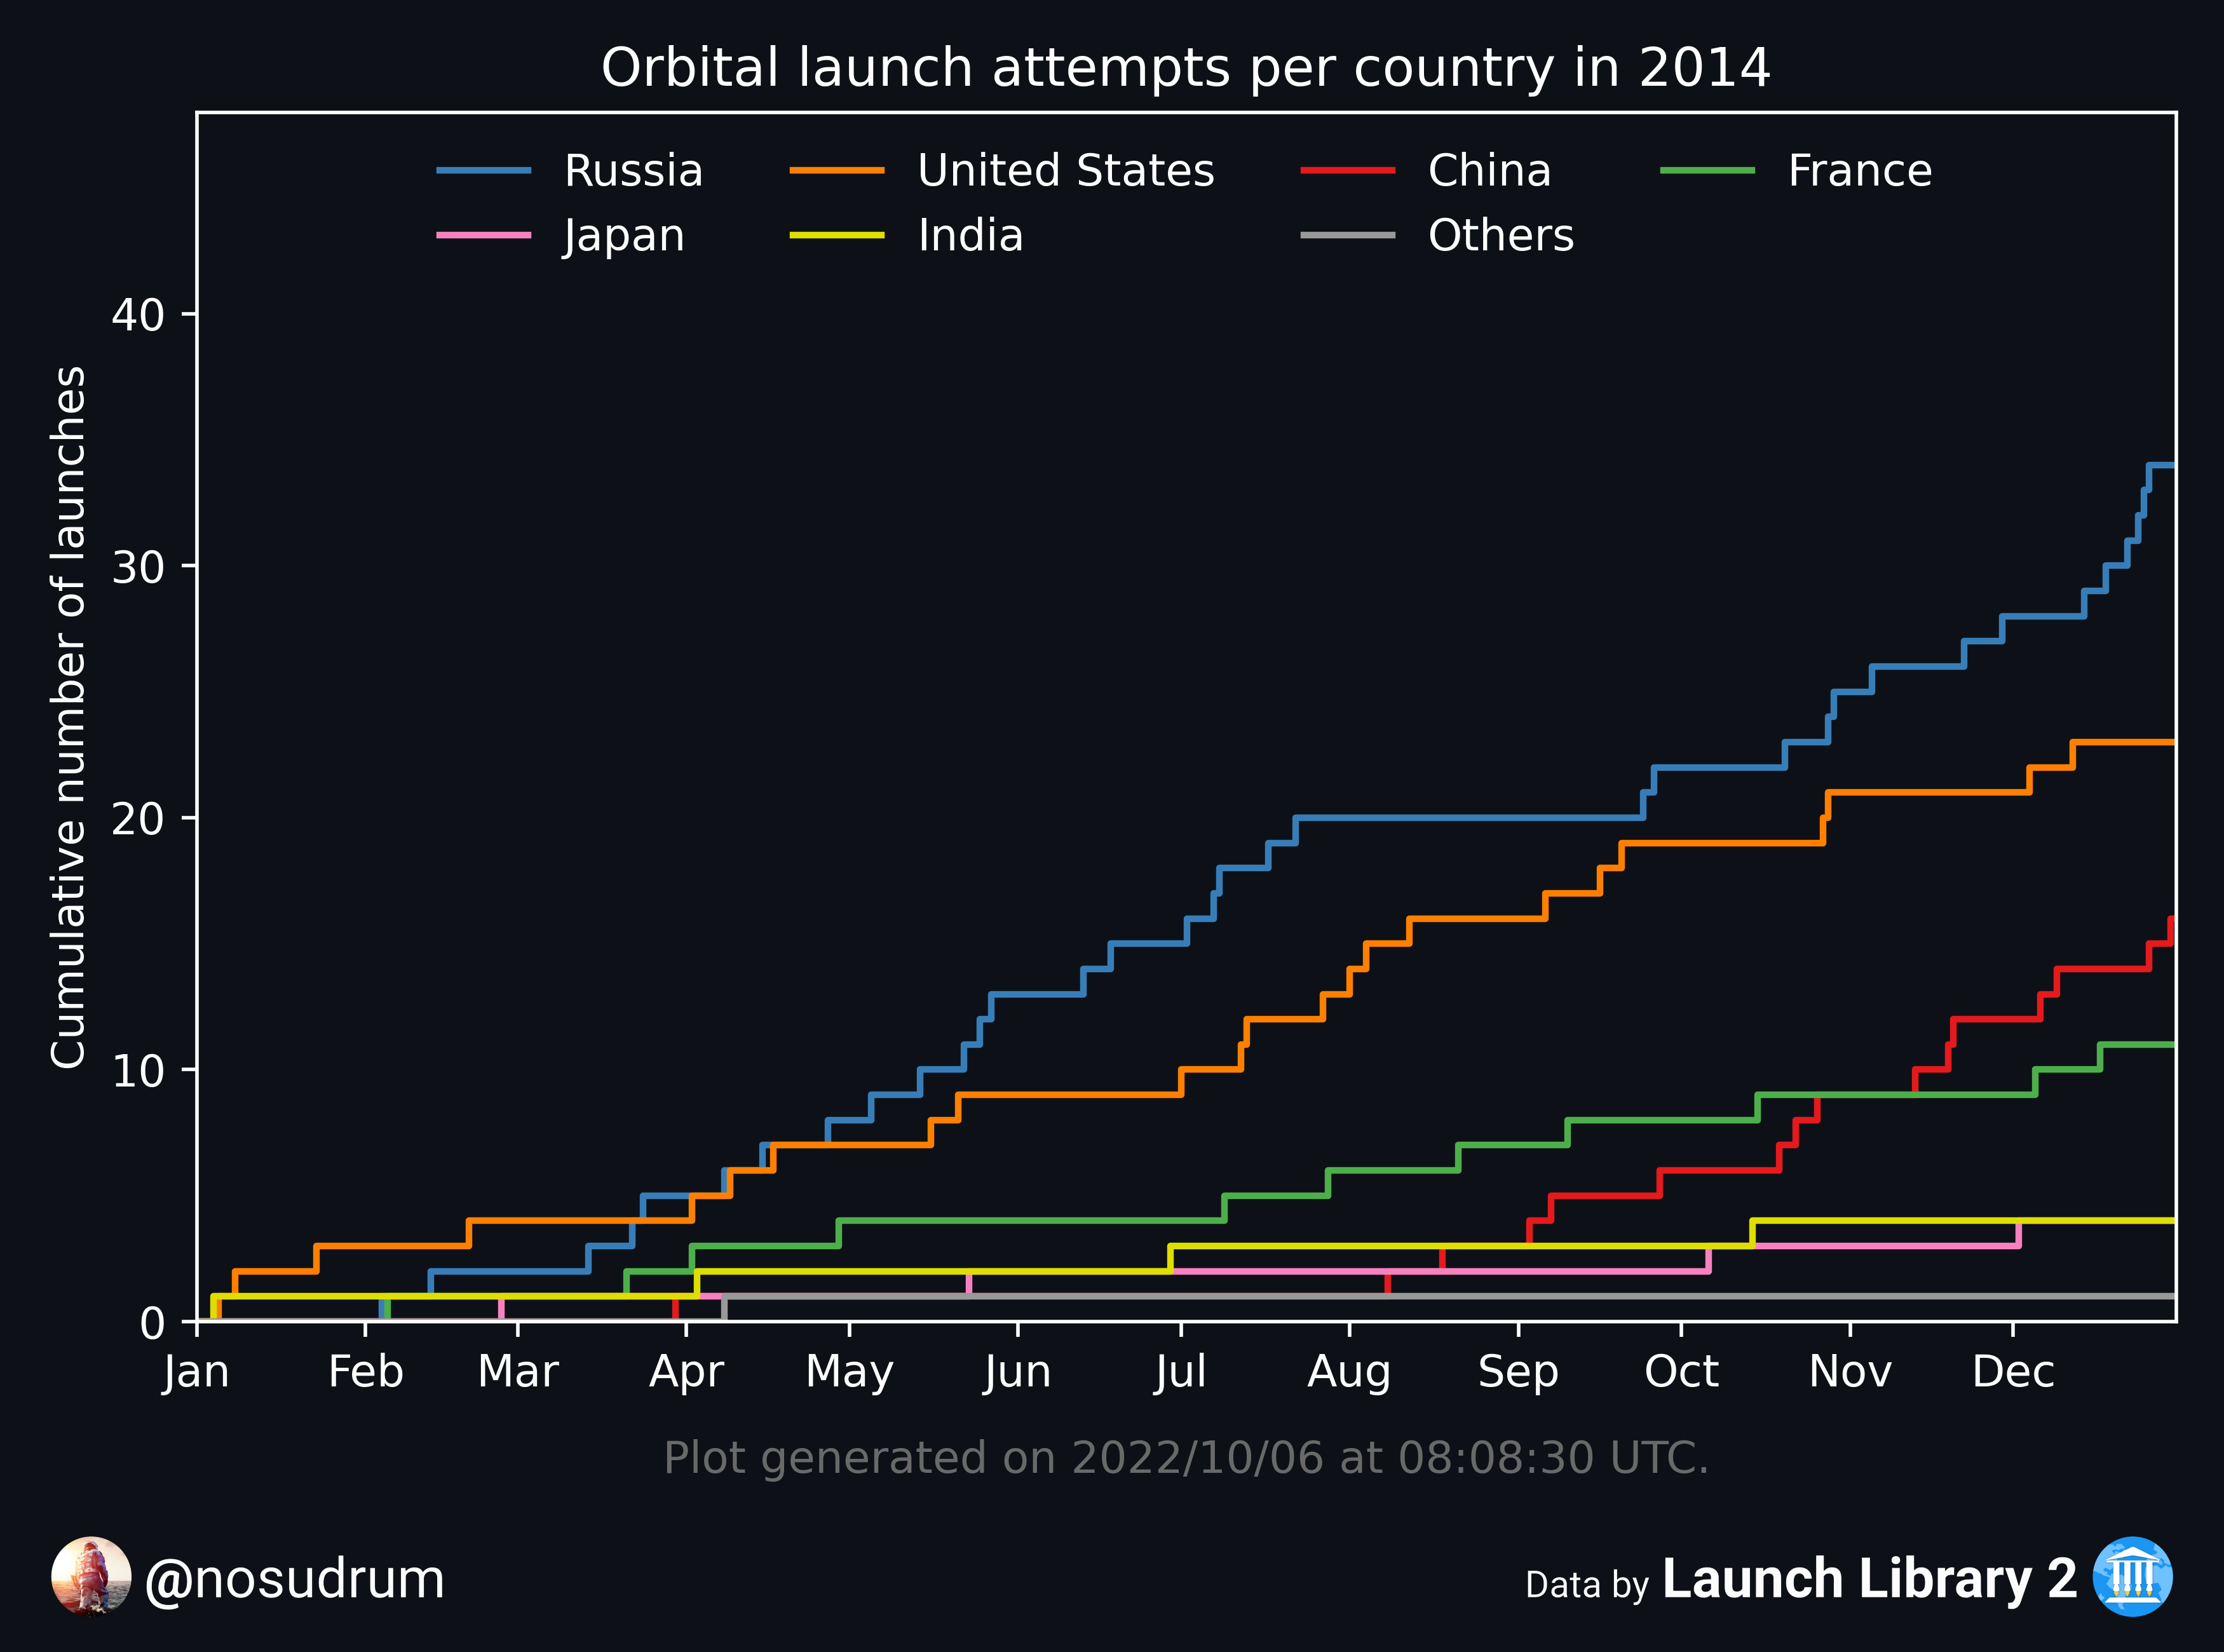 Orbital launch attempts per country in 2014
Russia United States China France
Japan India Others
Cumulative number of launches
40
30
20
10
0
Jan Feb Mar Apr May Jun Jul Aug Sep Oct Nov Dec
Plot generated on 2022/10/06 at 08:08:30 UTC.
@nosudrum
Data by Launch Library 2